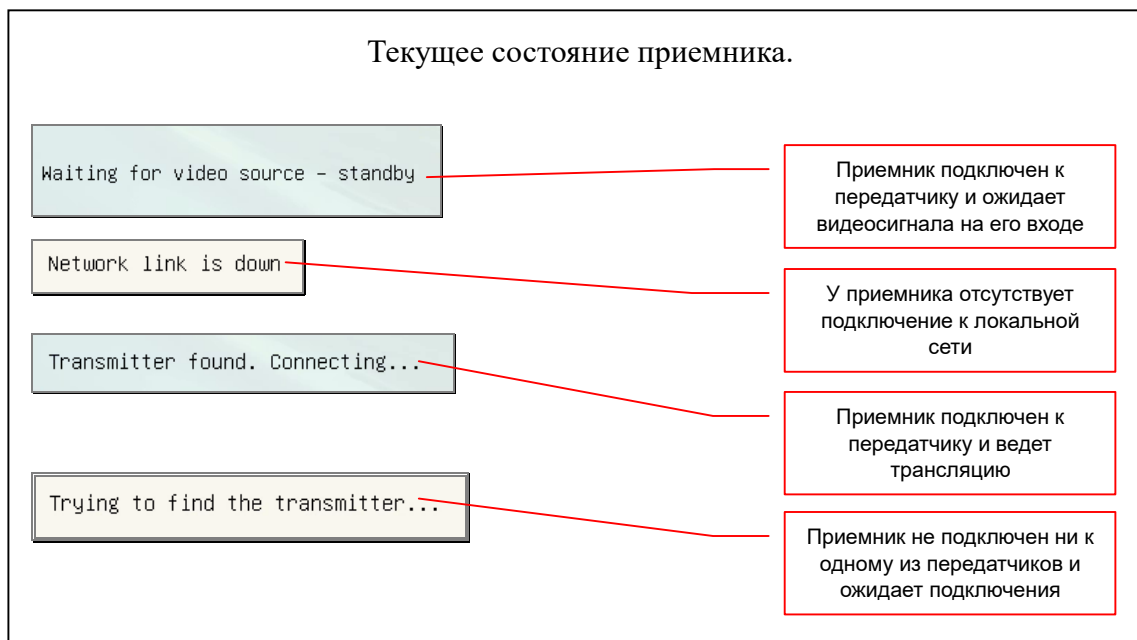 Текущее состояние приемника.
Waiting for video source – standby
Приемник подключен к
передатчику и ожидает
видеосигнала на его входе
Network link is down
У приемника отсутствует
подключение к локальной
сети
Transmitter found. Connecting...
Приемник подключен к
передатчику и ведет
трансляцию
Trying to find the transmitter...
Приемник не подключен ни к
одному из передатчиков и
ожидает подключения